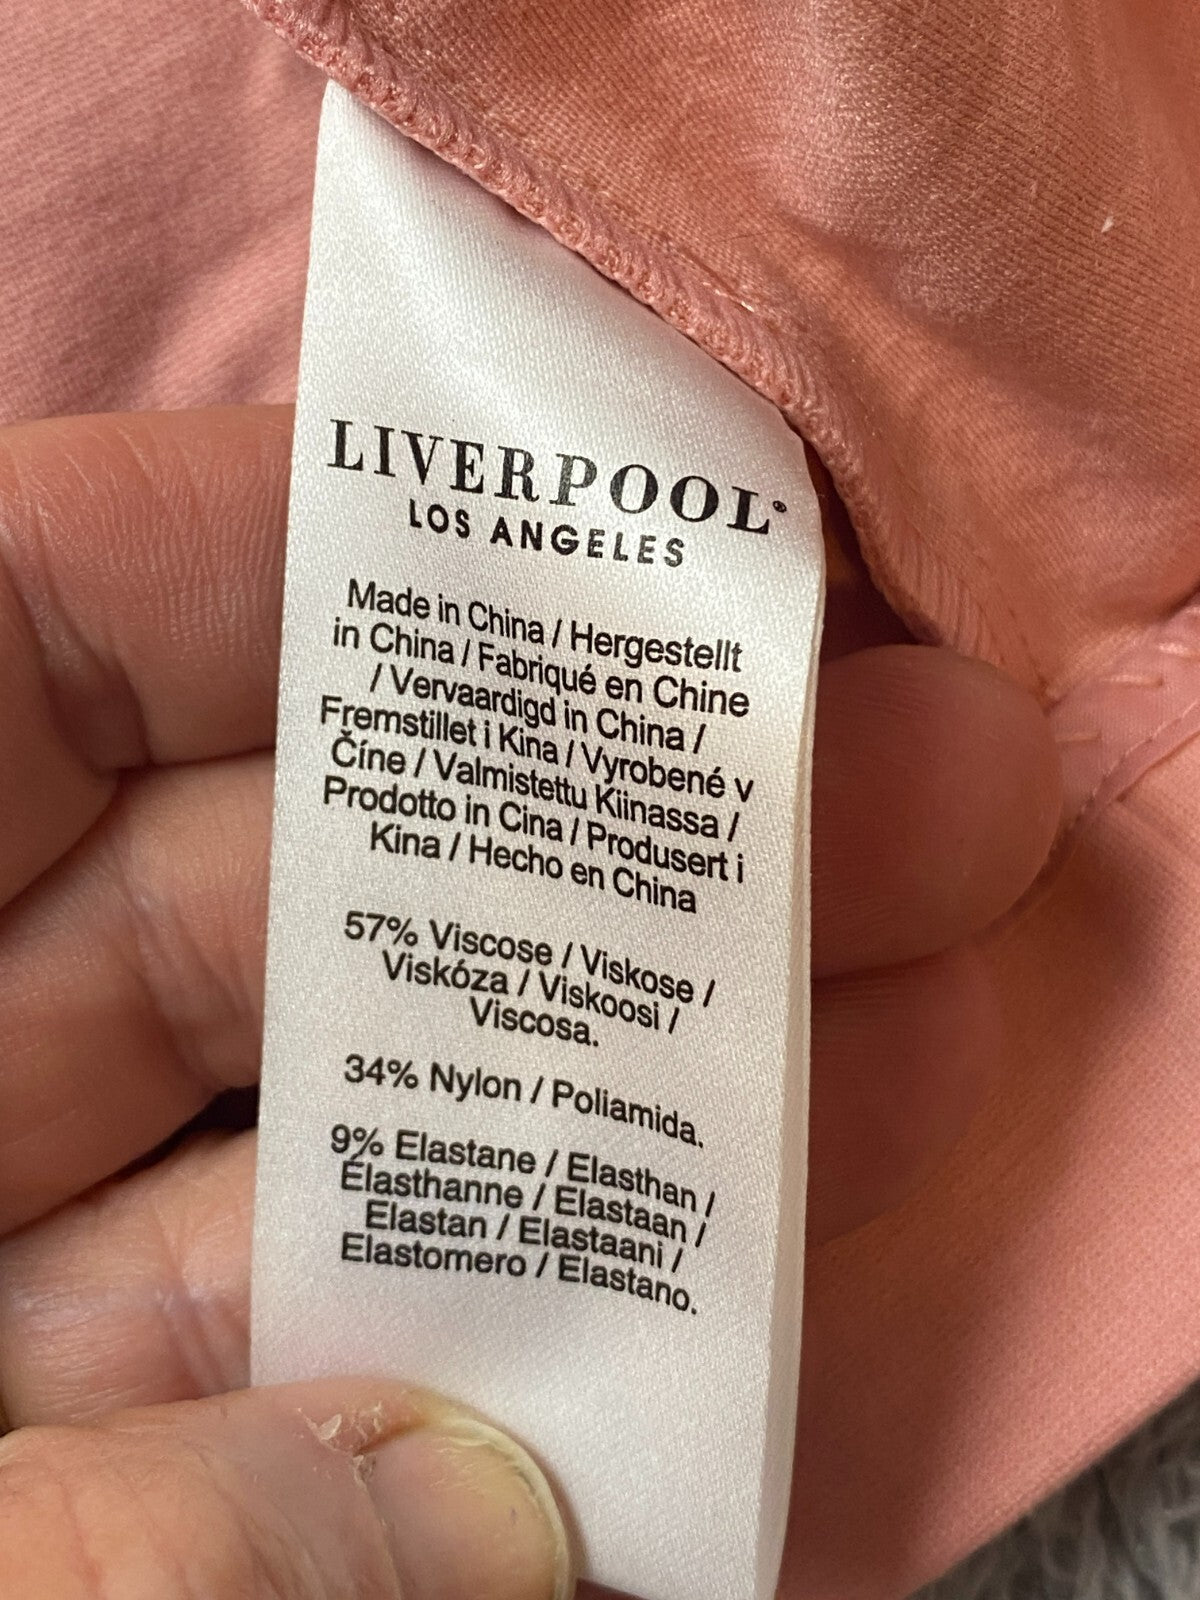 LIVERPOOL®
LOS ANGELES
Made in China / Hergestellt
in China / Fabriqué en Chine
/ Vervaardigd in China /
Fremstillet i Kina / Vyrobené v
Číne / Valmistettu Kiinassa /
Prodotto in Cina / Produsert i
Kina / Hecho en China
57% Viscose / Viskose /
Viskóza / Viskoosi /
Viscosa.
34% Nylon / Poliamida.
9% Elastane / Elasthan /
Élasthanne / Elastaan /
Elastan / Elastaani /
Elastomero / Elastano.